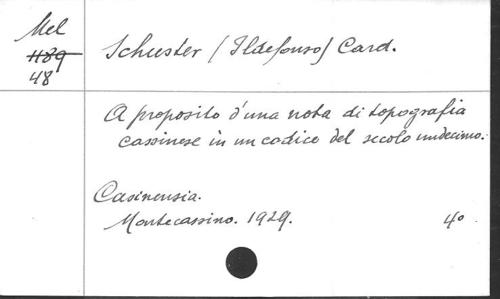 Mel
1189
48
Schuster (Ildefonso) Card.
A proposito d'una nota di topografia
cassinese in un codice del secolo undecimo.
Casinensia.
Montecassino. 1929. 4º